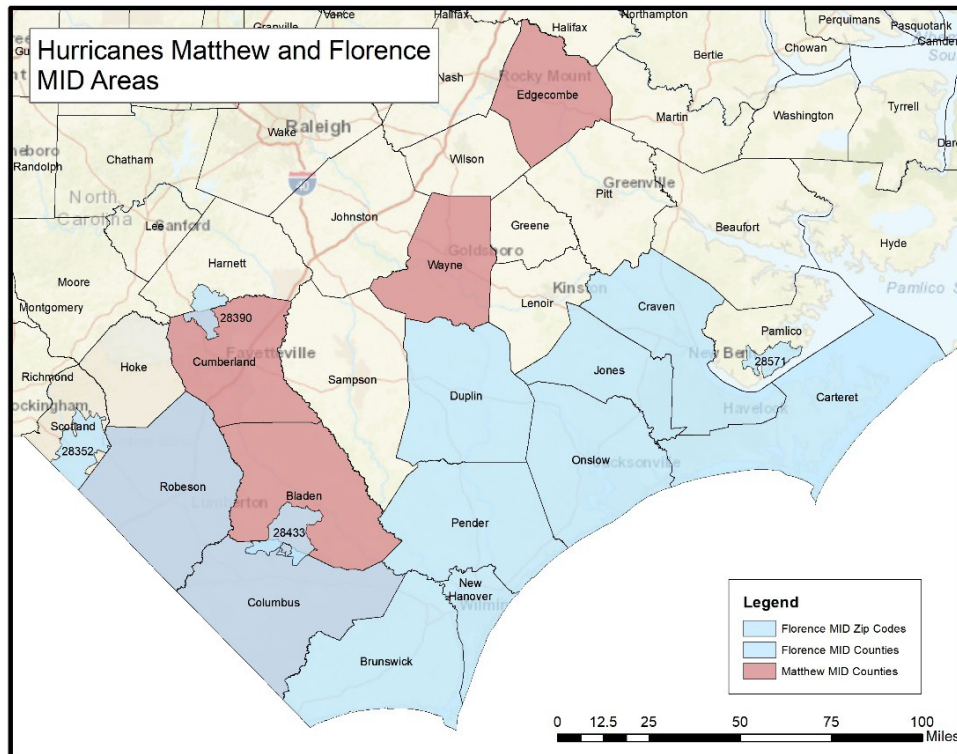 Hurricanes Matthew and Florence
MID Areas
Vance
Halifax
Northampton
Granville
Halifax
Perquimans
Pasquotank
Camden
Chowan
Bertie
Nash
Rocky Mount
Edgecombe
Martin
Washington
Tyrrell
Wake
Raleigh
Wilson
Randolph
Chatham
North
Carolina
Pitt
Greenville
Beaufort
Hyde
Lee
Sanford
Johnston
Greene
Goldsboro
Wayne
Harnett
Moore
Montgomery
Kinston
Lenoir
Craven
Pamlico
28390
Fayetteville
Cumberland
Hoke
Richmond
Sampson
Duplin
Jones
New Bern
28571
Carteret
Havelock
Scotland
28352
Robeson
Lumberton
Bladen
28433
Onslow
Jacksonville
Pender
Columbus
New
Hanover
Brunswick
Legend
Florence MID Zip Codes
Florence MID Counties
Matthew MID Counties
0 12.5 25 50 75 100
Miles